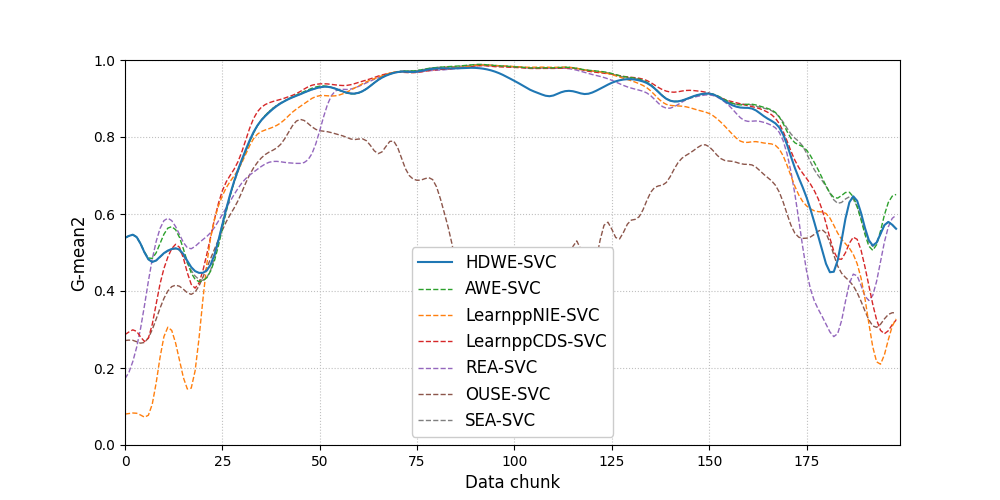 G-mean2
1.0
0.8
0.6
0.4
0.2
0.0
HDWE-SVC
AWE-SVC
LearnppNIE-SVC
LearnppCDS-SVC
REA-SVC
OUSE-SVC
SEA-SVC
0 25 50 75 100 125 150 175
Data chunk